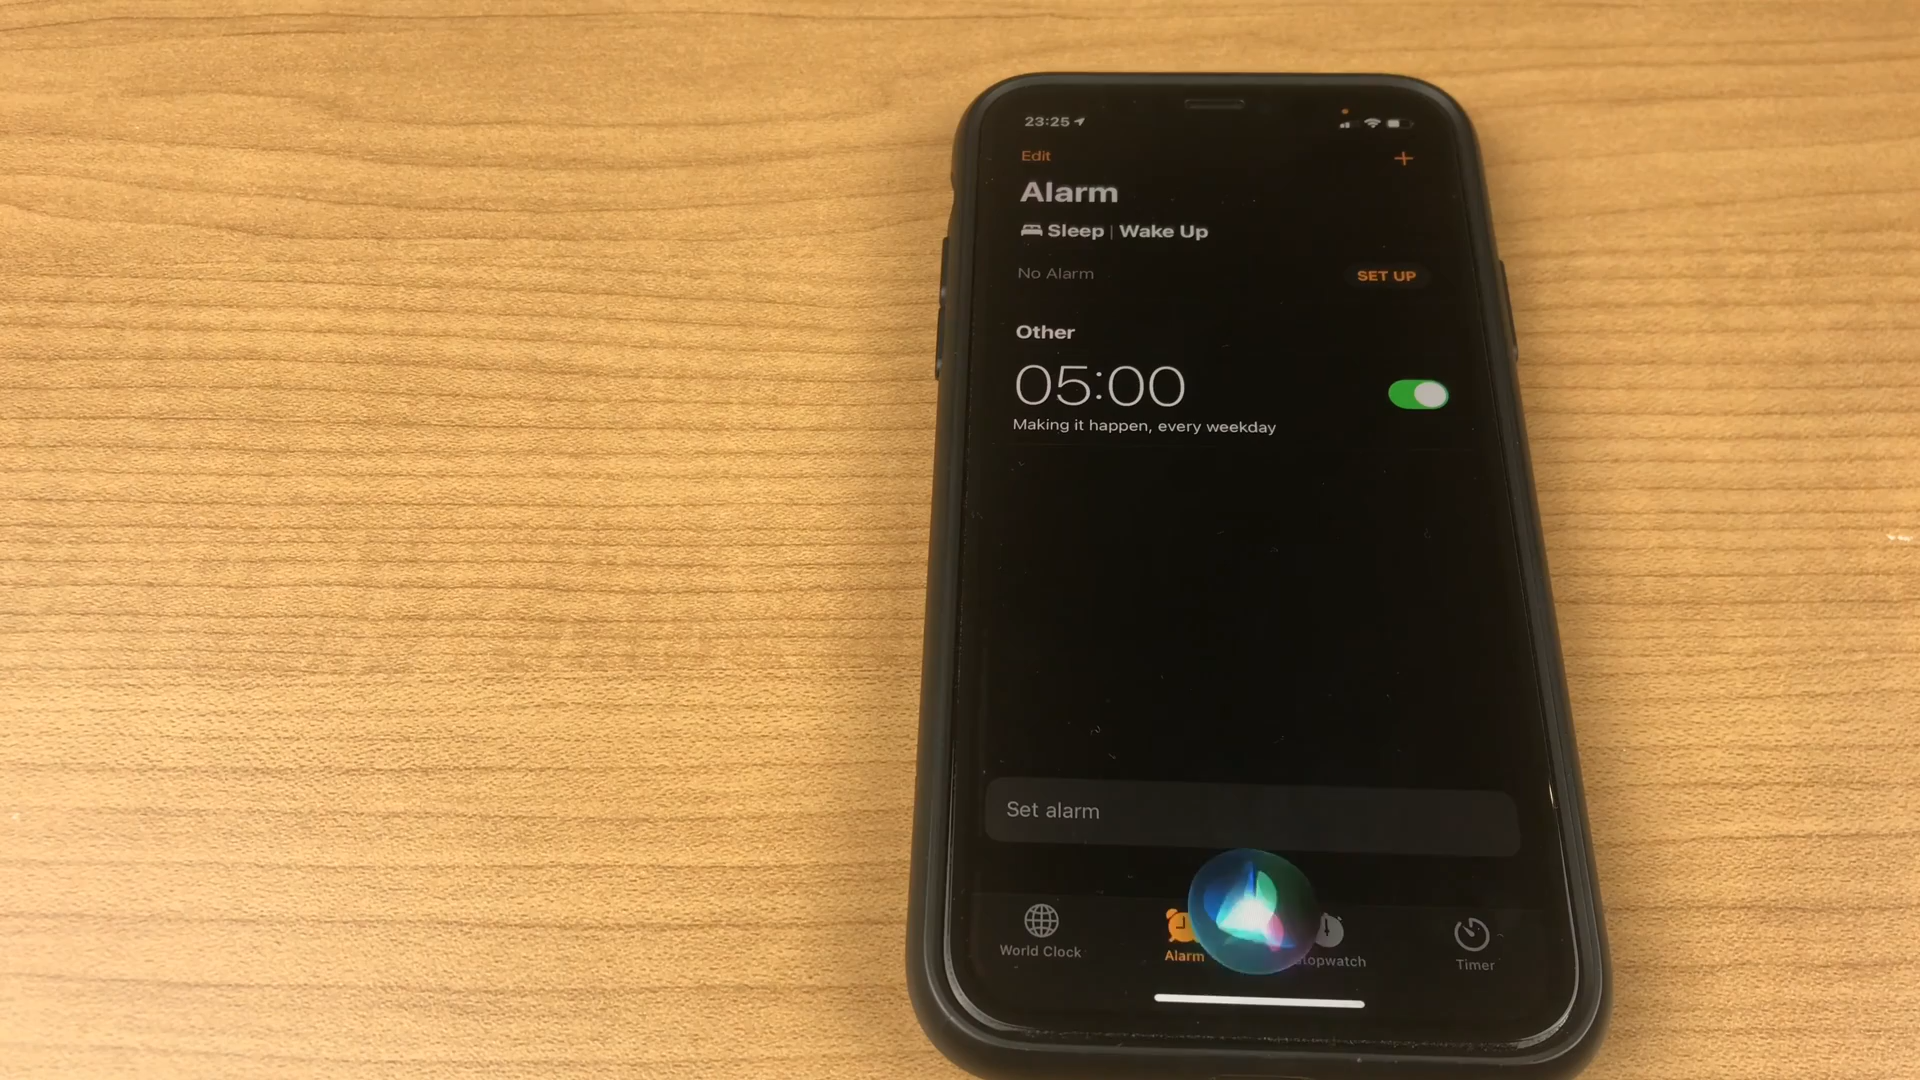 23:25
Edit
+
Alarm
Sleep | Wake Up
No Alarm
SET UP
Other
05:00
Making it happen, every weekday
Set alarm
World Clock
Alarm
topwatch
Timer